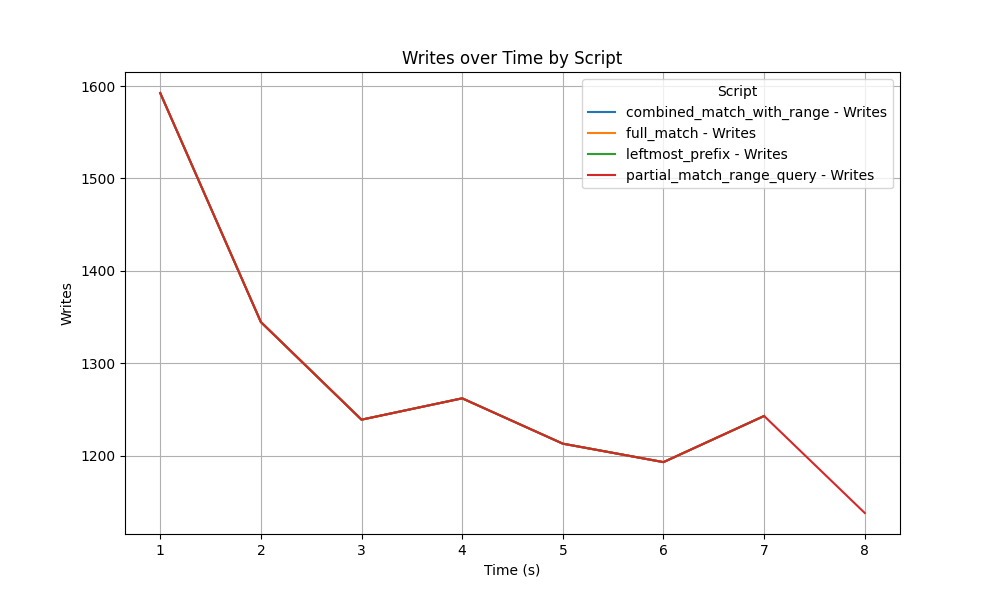 Writes over Time by Script
Script
combined_match_with_range - Writes
full_match - Writes
leftmost_prefix - Writes
partial_match_range_query - Writes
1600
1500
1400
1300
1200
Writes
1 2 3 4 5 6 7 8
Time (s)